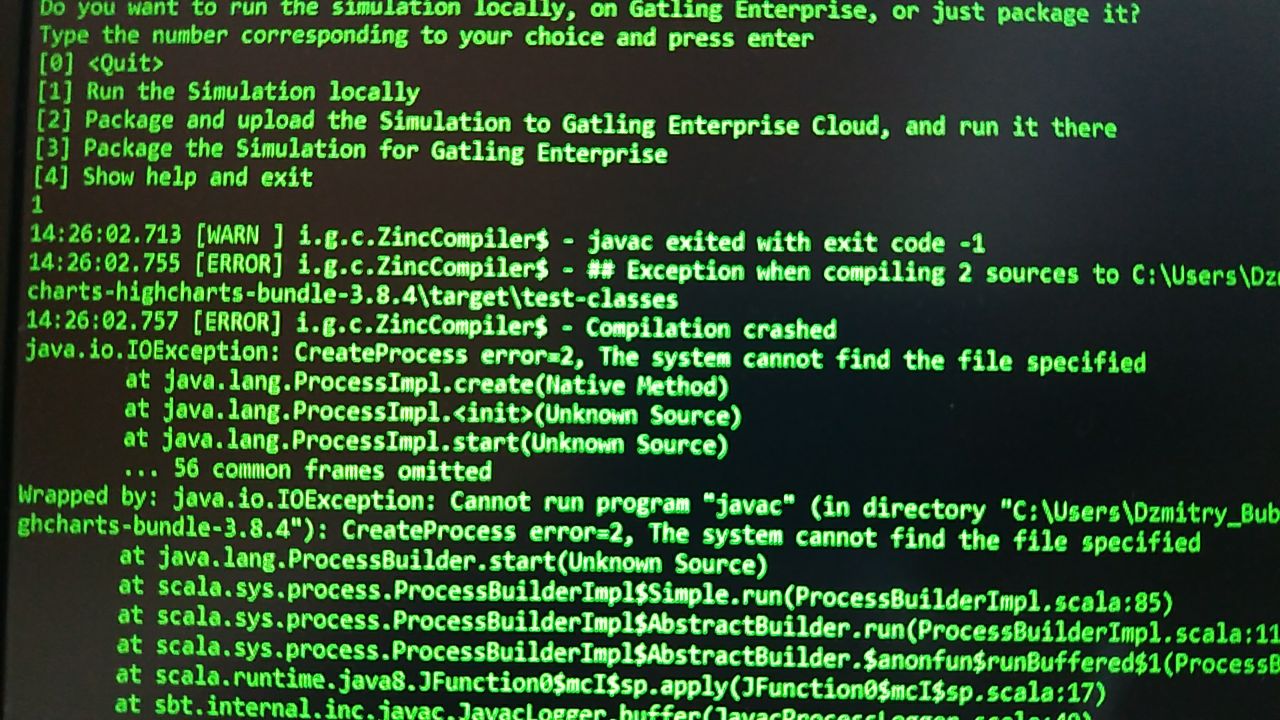 Do you want to run the simulation locally, on Gatling Enterprise, or just package it?
Type the number corresponding to your choice and press enter
[0] <Quit>
[1] Run the Simulation locally
[2] Package and upload the Simulation to Gatling Enterprise Cloud, and run it there
[3] Package the Simulation for Gatling Enterprise
[4] Show help and exit
1
14:26:02.713 [WARN ] i.g.c.ZincCompiler$ - javac exited with exit code -1
14:26:02.755 [ERROR] i.g.c.ZincCompiler$ - ## Exception when compiling 2 sources to C:\Users\Dz
charts-highcharts-bundle-3.8.4\target\test-classes
14:26:02.757 [ERROR] i.g.c.ZincCompiler$ - Compilation crashed
java.io.IOException: CreateProcess error=2, The system cannot find the file specified
at java.lang.ProcessImpl.create(Native Method)
at java.lang.ProcessImpl.<init>(Unknown Source)
at java.lang.ProcessImpl.start(Unknown Source)
... 56 common frames omitted
Wrapped by: java.io.IOException: Cannot run program "javac" (in directory "C:\Users\Dzmitry_Bub
ghcharts-bundle-3.8.4"): CreateProcess error=2, The system cannot find the file specified
at java.lang.ProcessBuilder.start(Unknown Source)
at scala.sys.process.ProcessBuilderImpl$Simple.run(ProcessBuilderImpl.scala:85)
at scala.sys.process.ProcessBuilderImpl$AbstractBuilder.run(ProcessBuilderImpl.scala:11
at scala.sys.process.ProcessBuilderImpl$AbstractBuilder.$anonfun$runBuffered$1(ProcessB
at scala.runtime.java8.JFunction0$mcI$sp.apply(JFunction0$mcI$sp.scala:17)
at sbt.internal.inc.javac.JavacLogger.buffer(JavacProcessLogger.scala: